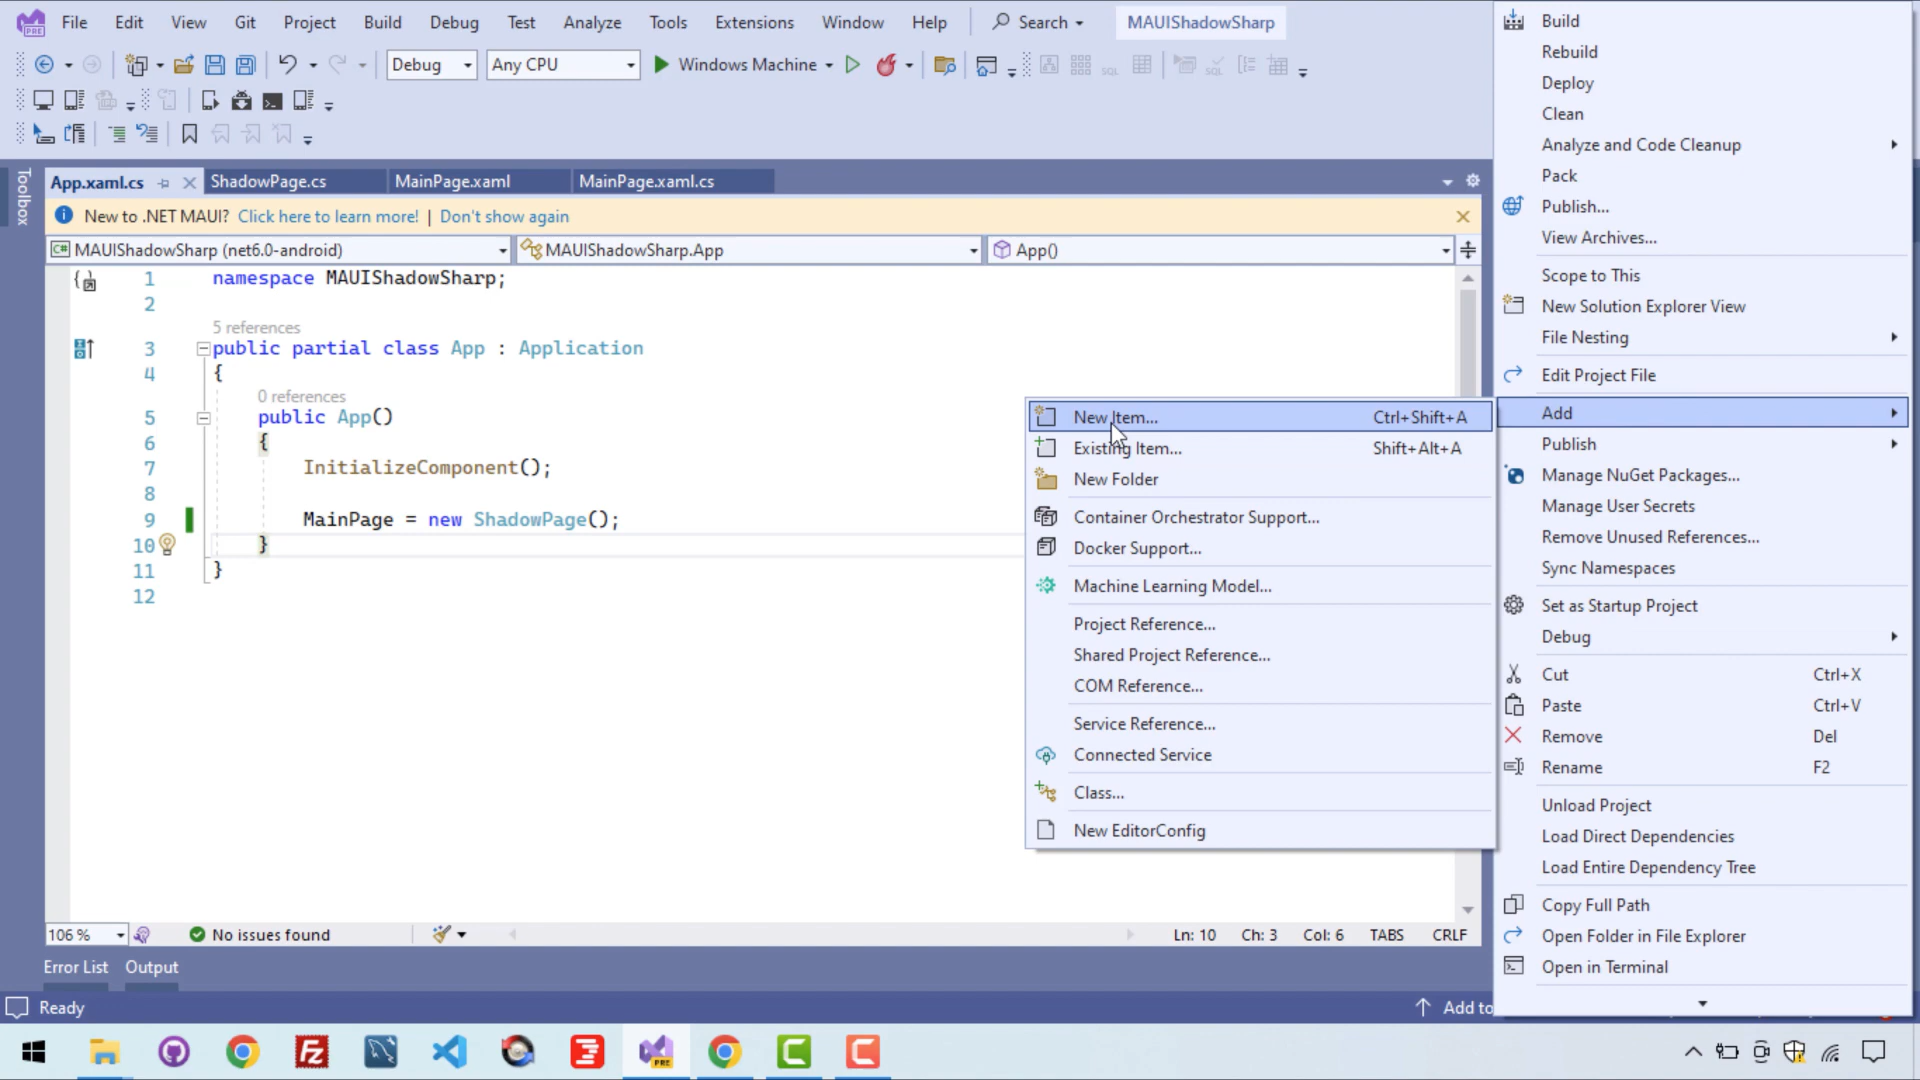 File Edit View Git Project Build Debug Test Analyze Tools Extensions Window Help Search MAUIShadowSharp
Debug Any CPU Windows Machine
Toolbox
App.xaml.cs ShadowPage.cs MainPage.xaml MainPage.xaml.cs
New to .NET MAUI? Click here to learn more! | Don't show again
MAUIShadowSharp (net6.0-android) MAUIShadowSharp.App App()
1 namespace MAUIShadowSharp;
2
5 references
3 public partial class App : Application
4 {
0 references
5 public App()
6 {
7 InitializeComponent();
8
9 MainPage = new ShadowPage();
10 }
11 }
12
106 % No issues found Ln: 10 Ch: 3 Col: 6 TABS CRLF
Error List Output
Ready Add to
New Item... Ctrl+Shift+A
Existing Item... Shift+Alt+A
New Folder
Container Orchestrator Support...
Docker Support...
Machine Learning Model...
Project Reference...
Shared Project Reference...
COM Reference...
Service Reference...
Connected Service
Class...
New EditorConfig
Build
Rebuild
Deploy
Clean
Analyze and Code Cleanup
Pack
Publish...
View Archives...
Scope to This
New Solution Explorer View
File Nesting
Edit Project File
Add
Publish
Manage NuGet Packages...
Manage User Secrets
Remove Unused References...
Sync Namespaces
Set as Startup Project
Debug
Cut Ctrl+X
Paste Ctrl+V
Remove Del
Rename F2
Unload Project
Load Direct Dependencies
Load Entire Dependency Tree
Copy Full Path
Open Folder in File Explorer
Open in Terminal